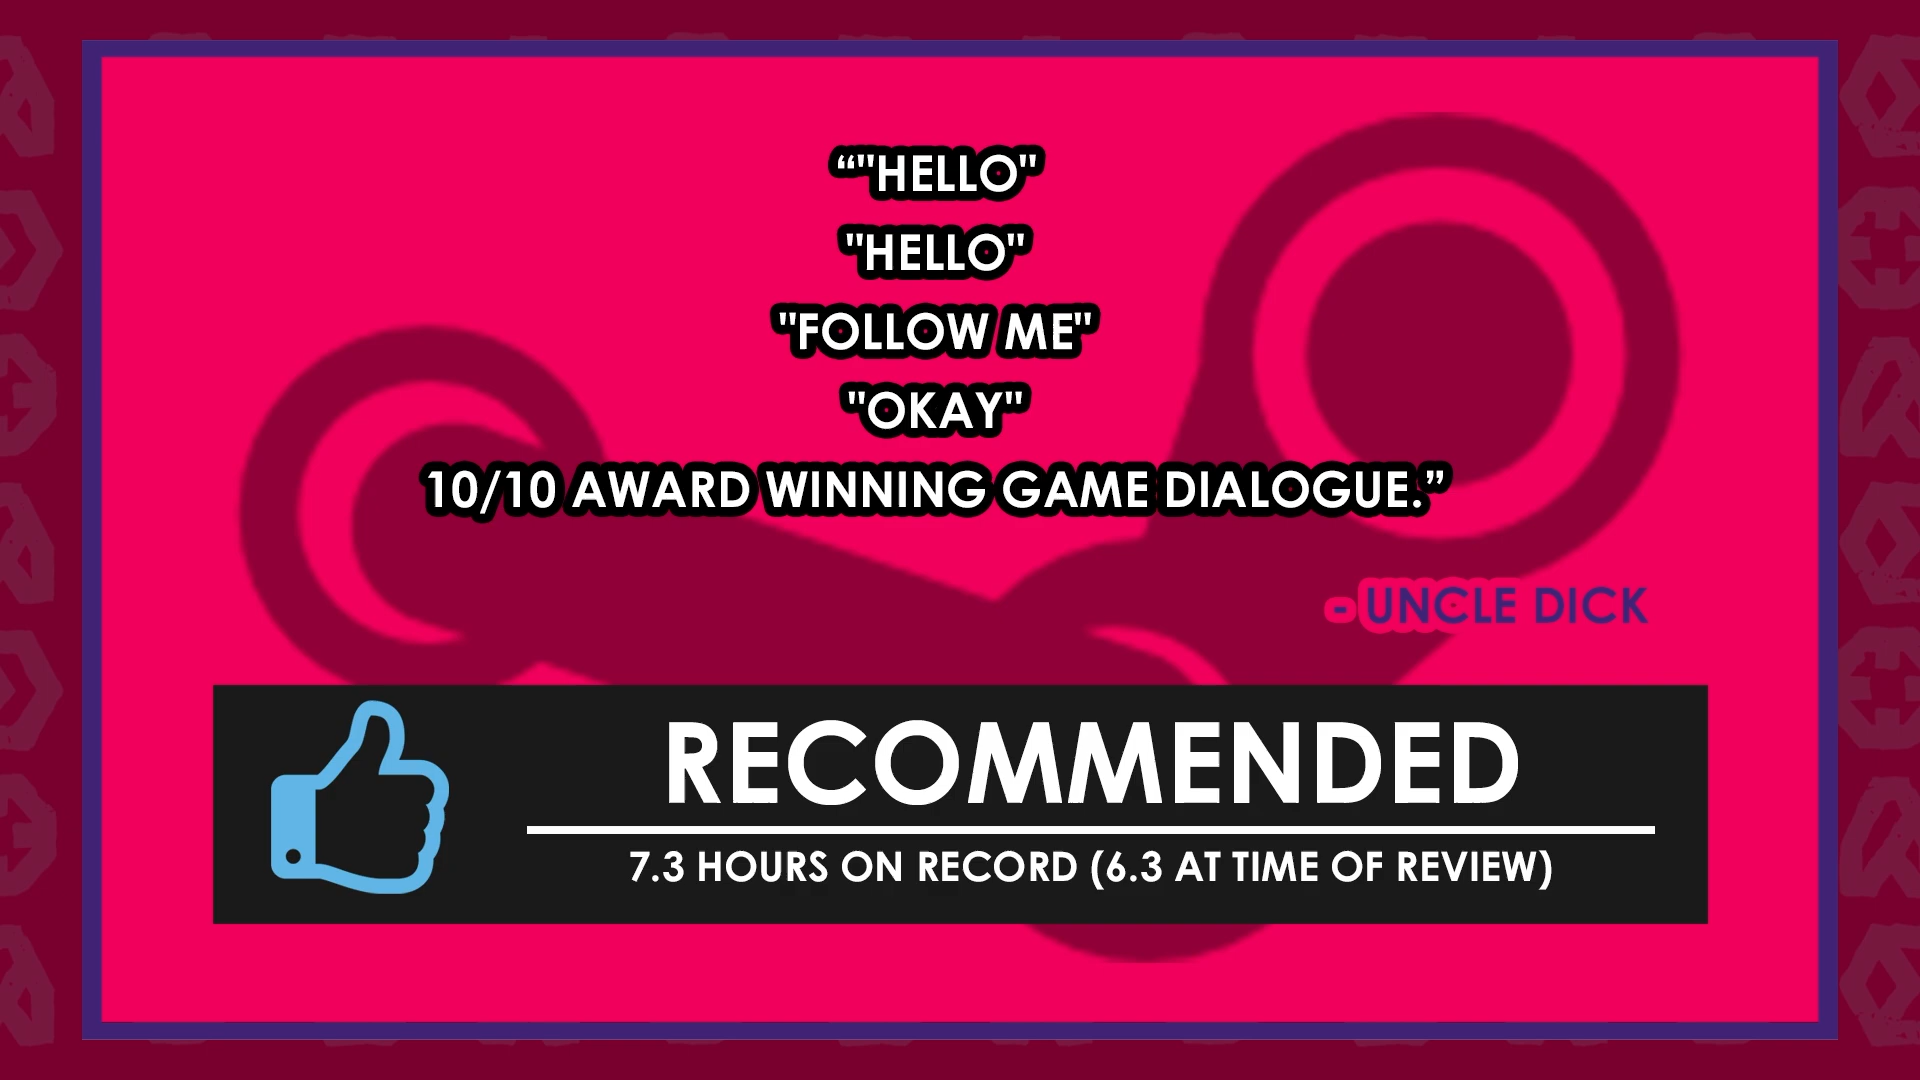 “"HELLO"
"HELLO"
"FOLLOW ME"
"OKAY"
10/10 AWARD WINNING GAME DIALOGUE.”
- UNCLE DICK
RECOMMENDED
7.3 HOURS ON RECORD (6.3 AT TIME OF REVIEW)